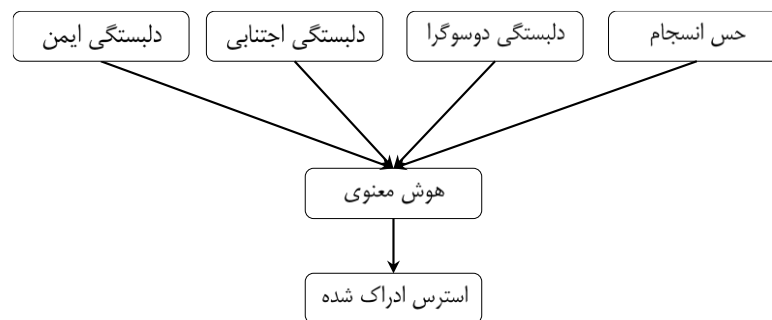 حس انسجام
دلبستگی دوسوگرا
دلبستگی اجتنابی
دلبستگی ایمن
هوش معنوی
استرس ادراک شده